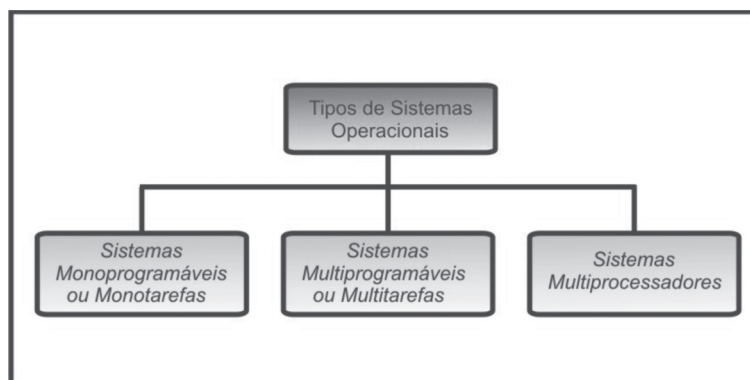 Tipos de Sistemas
Operacionais
Sistemas
Monoprogramáveis
ou Monotarefas
Sistemas
Multiprogramáveis
ou Multitarefas
Sistemas
Multiprocessadores